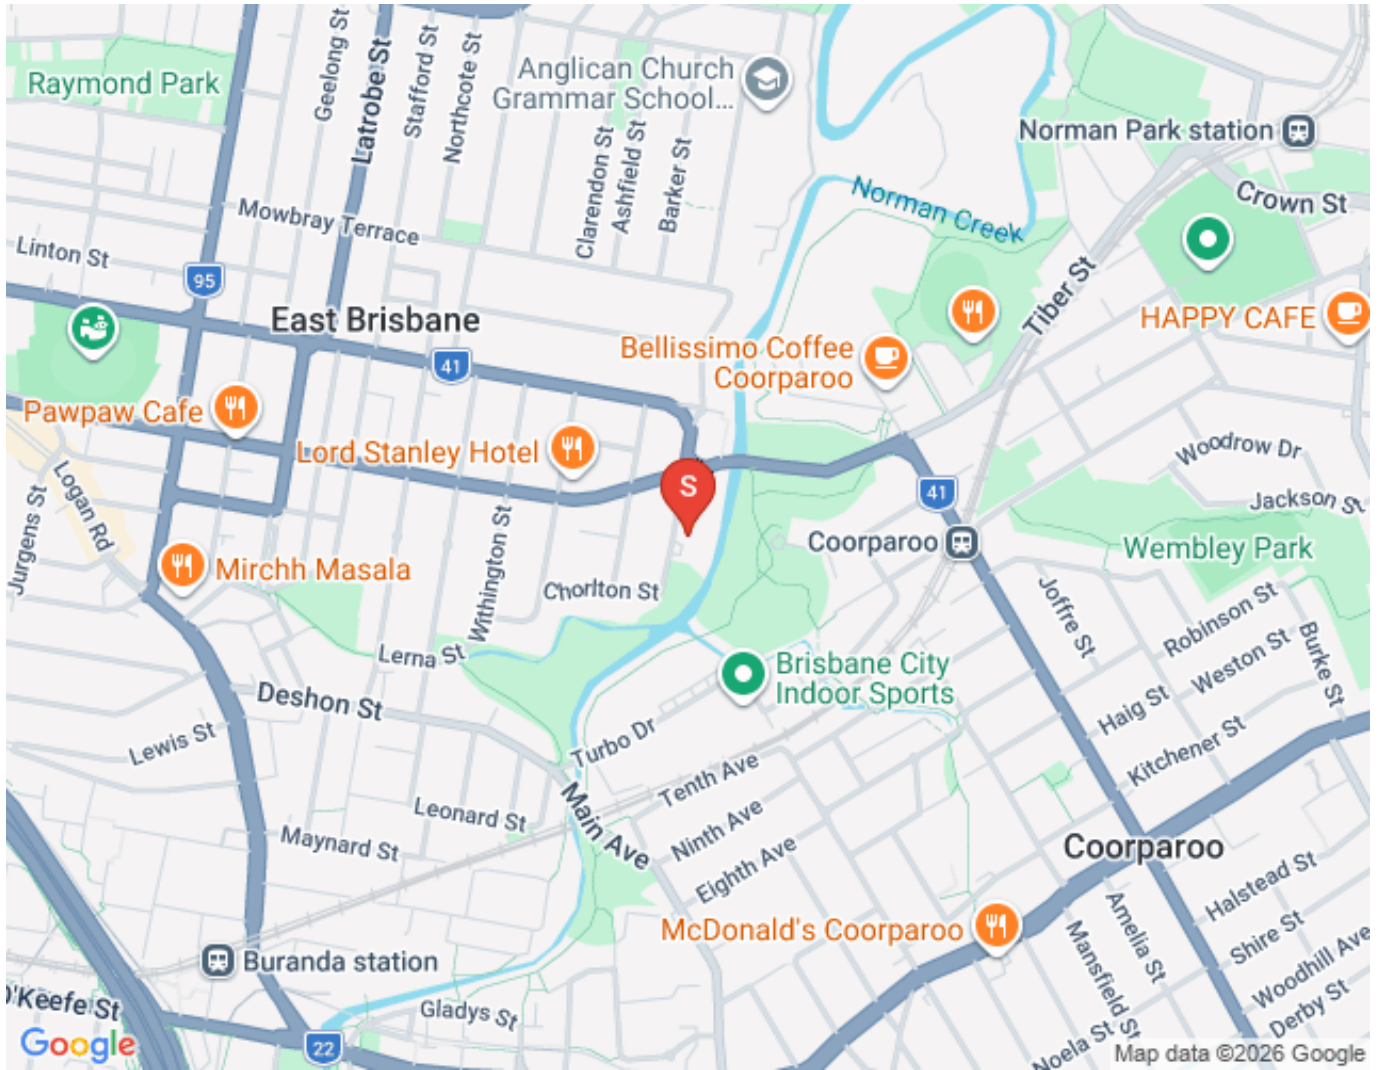 Raymond Park
Geelong St
Latrobe St
Stafford St
Northcote St
Anglican Church
Grammar School...
Clarendon St
Ashfield St
Barker St
Norman Park station
Crown St
Norman Creek
Mowbray Terrace
Linton St
95
East Brisbane
41
Tiber St
HAPPY CAFE
Bellissimo Coffee
Coorparoo
Pawpaw Cafe
Lord Stanley Hotel
S
Woodrow Dr
Jackson St
41
Logan Rd
Jurgens St
Mirchh Masala
Withington St
Chorlton St
Coorparoo
Wembley Park
Joffre St
Robinson St
Weston St
Burke St
Lerna St
Deshon St
Brisbane City
Indoor Sports
Haig St
Kitchener St
Lewis St
Turbo Dr
Tenth Ave
Leonard St
Main Ave
Ninth Ave
Maynard St
Eighth Ave
Coorparoo
Halstead St
McDonald's Coorparoo
Amelia St
Shire St
Mansfield St
Woodhill Ave
Buranda station
O'Keefe St
Gladys St
Derby St
Noela St
22
Google
Map data ©2026 Google